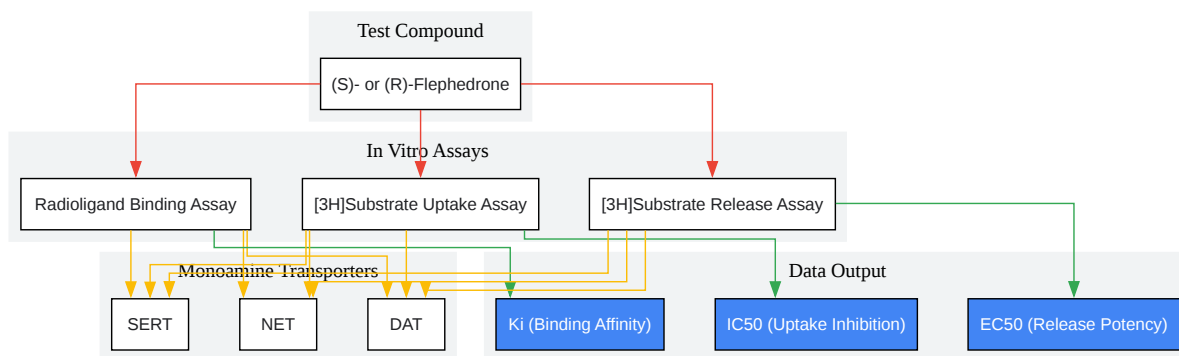 Test Compound
(S)- or (R)-Flephedrone
In Vitro Assays
Radioligand Binding Assay
[3H]Substrate Uptake Assay
[3H]Substrate Release Assay
Monoamine Transporters
Data Output
SERT
NET
DAT
Ki (Binding Affinity)
IC50 (Uptake Inhibition)
EC50 (Release Potency)